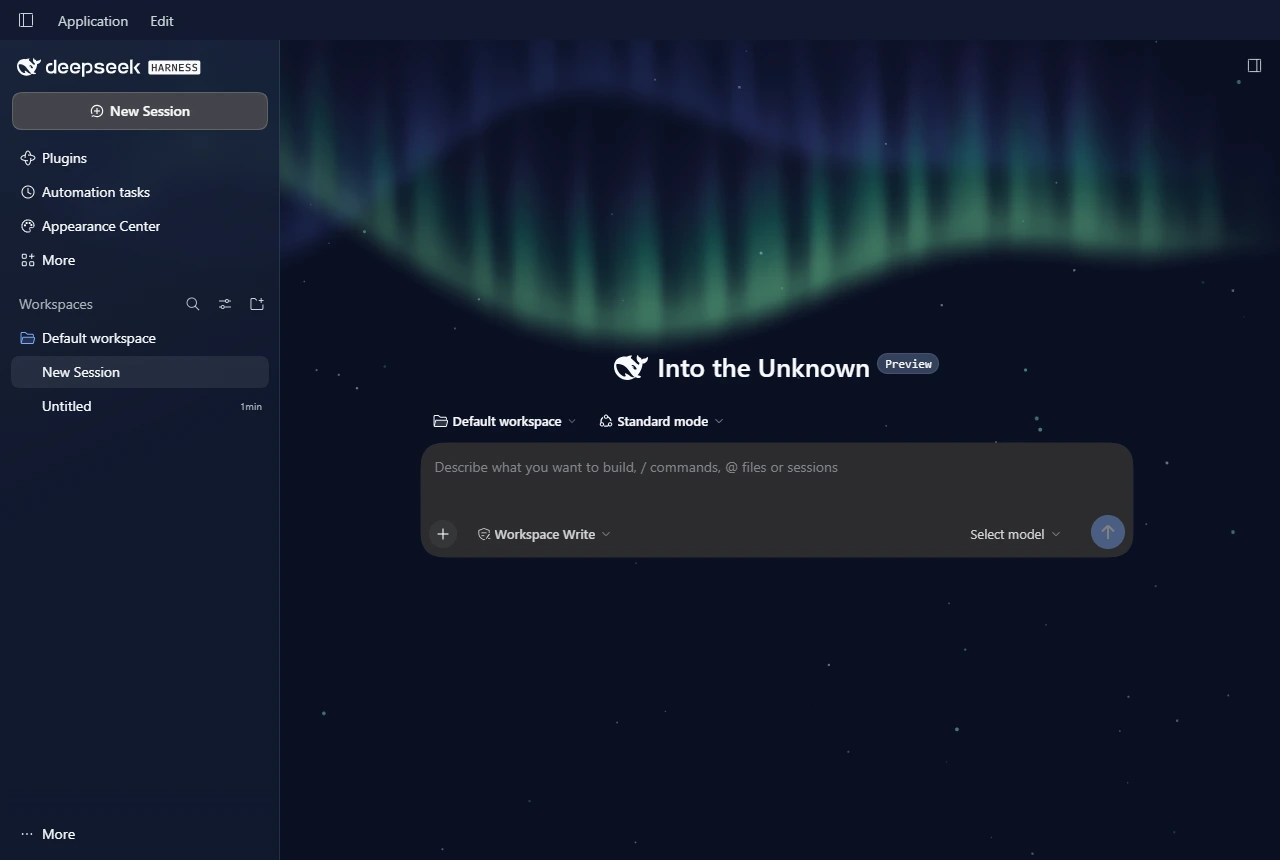 Application Edit
deepseek HARNESS
New Session
Plugins
Automation tasks
Appearance Center
More
Workspaces
Default workspace
New Session
Untitled 1min
More
Into the Unknown Preview
Default workspace Standard mode
Describe what you want to build, / commands, @ files or sessions
Workspace Write Select model